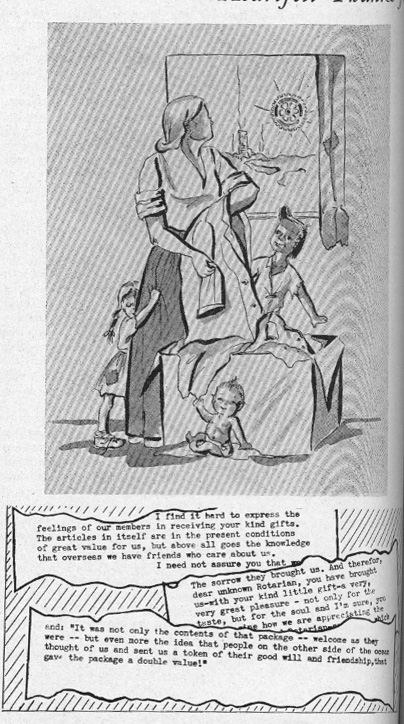 I find it hard to express the
feelings of our members in receiving your kind gifts.
The articles in itself are in the present conditions
of great value for us, but above all goes the knowledge
that overseas we have friends who care about us.
I need not assure you that
The sorrow they brought us. And therefor,
dear unknown Rotarian, you have brought
us-with your kind little gift-a very,
very great pleasure - not only for the
taste, but for the soul and I'm sure, you
how we are appreciating the
which
and: "It was not only the contents of that package -- welcome as they
were -- but even more the idea that people on the other side of the ocean
thought of us and sent us a token of their good will and friendship,that
gave the package a double value!"